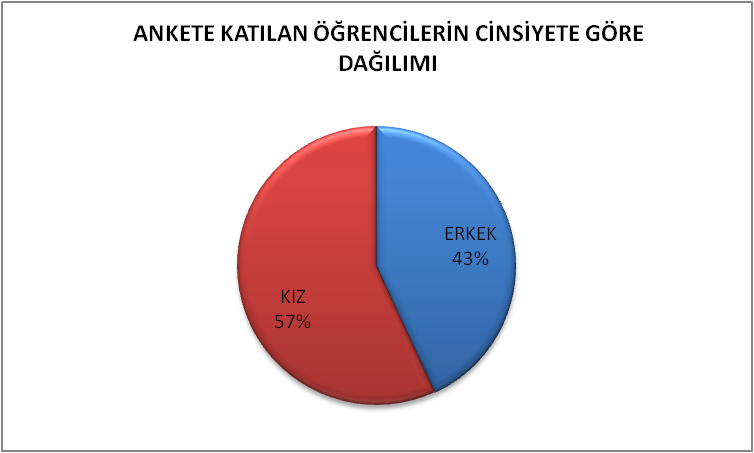 ANKETE KATILAN ÖĞRENCİLERİN CİNSİYETE GÖRE
DAĞILIMI
ERKEK
43%
KIZ
57%